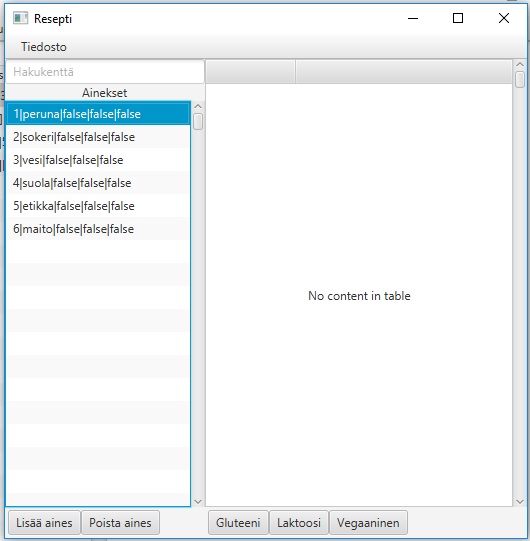 Resepti
Tiedosto
Hakukenttä
Ainekset
1|peruna|false|false|false
2|sokeri|false|false|false
3|vesi|false|false|false
4|suola|false|false|false
5|etikka|false|false|false
6|maito|false|false|false
No content in table
Lisää aines Poista aines Gluteeni Laktoosi Vegaaninen